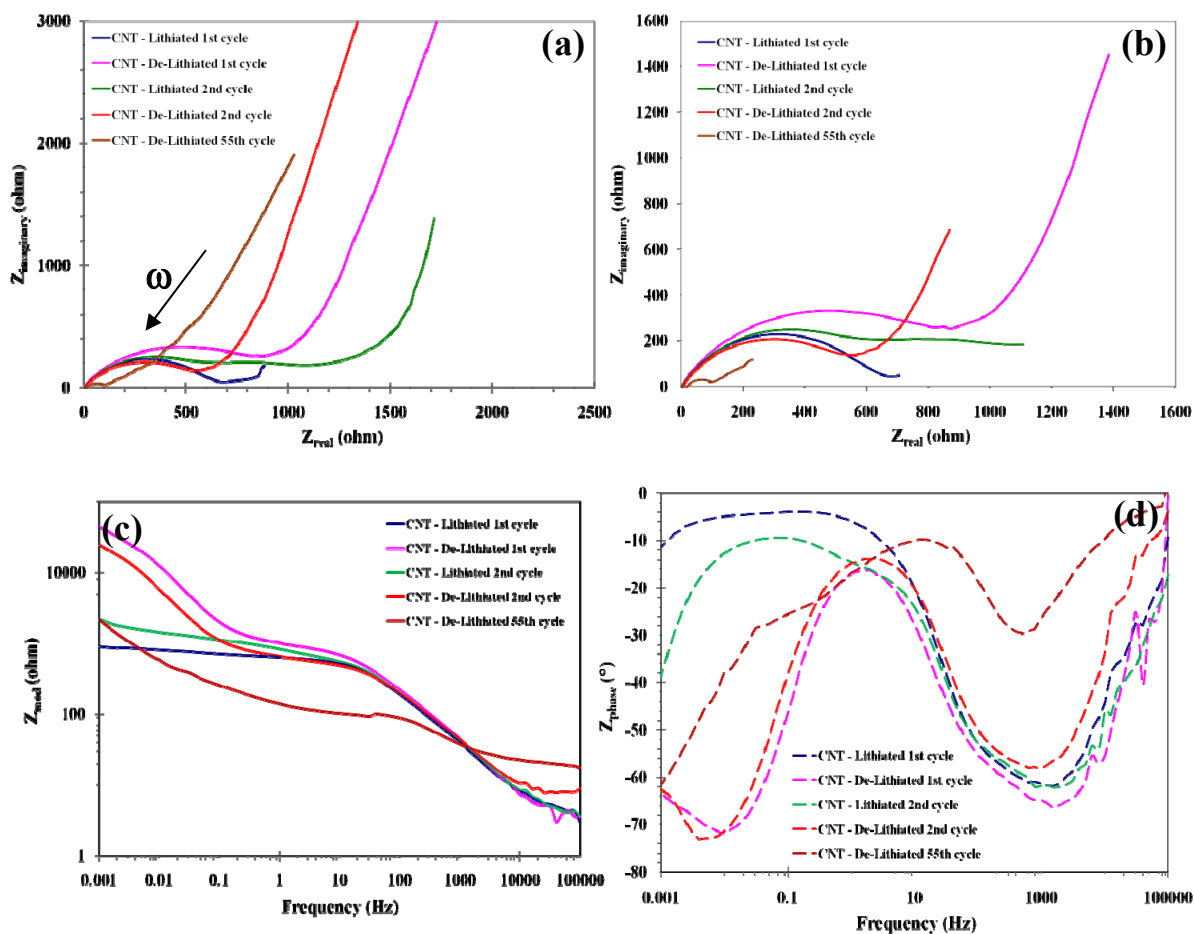 (a)
CNT - Lithiated 1st cycle
CNT - De-Lithiated 1st cycle
CNT - Lithiated 2nd cycle
CNT - De-Lithiated 2nd cycle
CNT - De-Lithiated 55th cycle
ω
3000
2000
1000
0
0 500 1000 1500 2000 2500
Zimaginary (ohm)
Zreal (ohm)
(b)
CNT - Lithiated 1st cycle
CNT - De-Lithiated 1st cycle
CNT - Lithiated 2nd cycle
CNT - De-Lithiated 2nd cycle
CNT - De-Lithiated 55th cycle
1600
1400
1200
1000
800
600
400
200
0
0 200 400 600 800 1000 1200 1400 1600
Zimaginary (ohm)
Zreal (ohm)
(c)
CNT - Lithiated 1st cycle
CNT - De-Lithiated 1st cycle
CNT - Lithiated 2nd cycle
CNT - De-Lithiated 2nd cycle
CNT - De-Lithiated 55th cycle
10000
100
1
0.001 0.01 0.1 1 10 100 1000 10000 100000
Zmod (ohm)
Frequency (Hz)
(d)
0
-10
-20
-30
-40
-50
-60
-70
-80
CNT - Lithiated 1st cycle
CNT - De-Lithiated 1st cycle
CNT - Lithiated 2nd cycle
CNT - De-Lithiated 2nd cycle
CNT - De-Lithiated 55th cycle
0.001 0.1 10 1000 100000
Zphase (°)
Frequency (Hz)